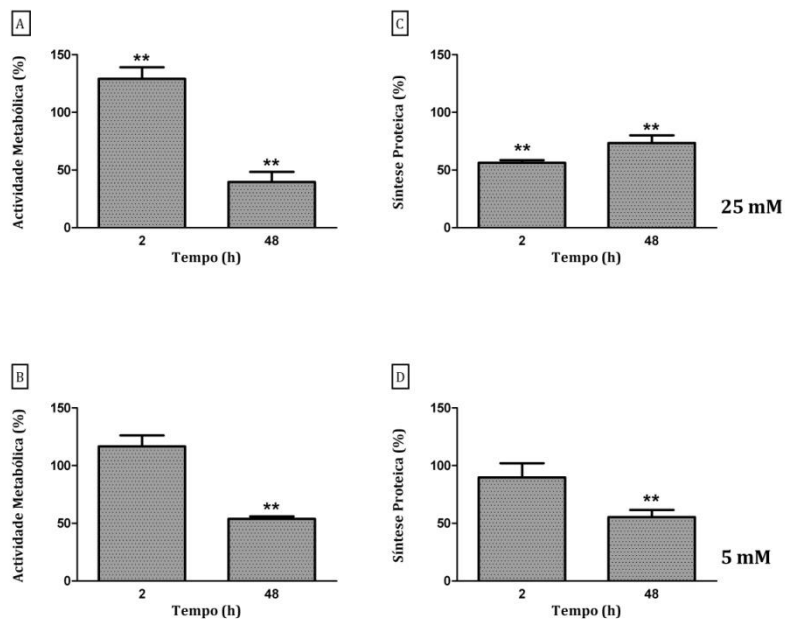 A
Actividade Metabólica (%)
150
100
50
0
**
**
2
48
Tempo (h)
C
Síntese Proteica (%)
150
100
50
0
**
**
2
48
Tempo (h)
25 mM
B
Actividade Metabólica (%)
150
100
50
0
**
2
48
Tempo (h)
D
Síntese Proteica (%)
150
100
50
0
**
2
48
Tempo (h)
5 mM